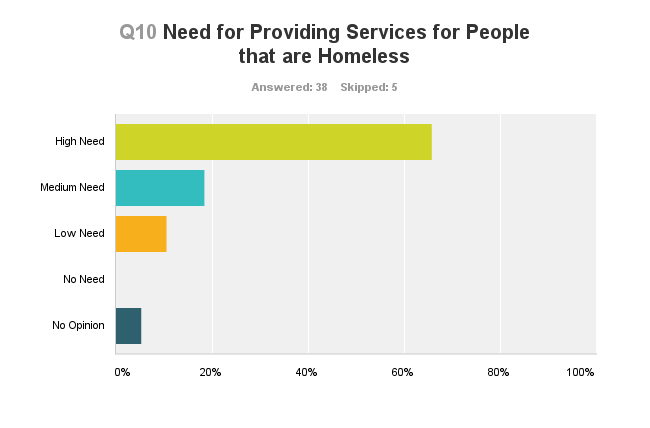 Q10 Need for Providing Services for People
that are Homeless
Answered: 38 Skipped: 5
High Need
Medium Need
Low Need
No Need
No Opinion
0% 20% 40% 60% 80% 100%